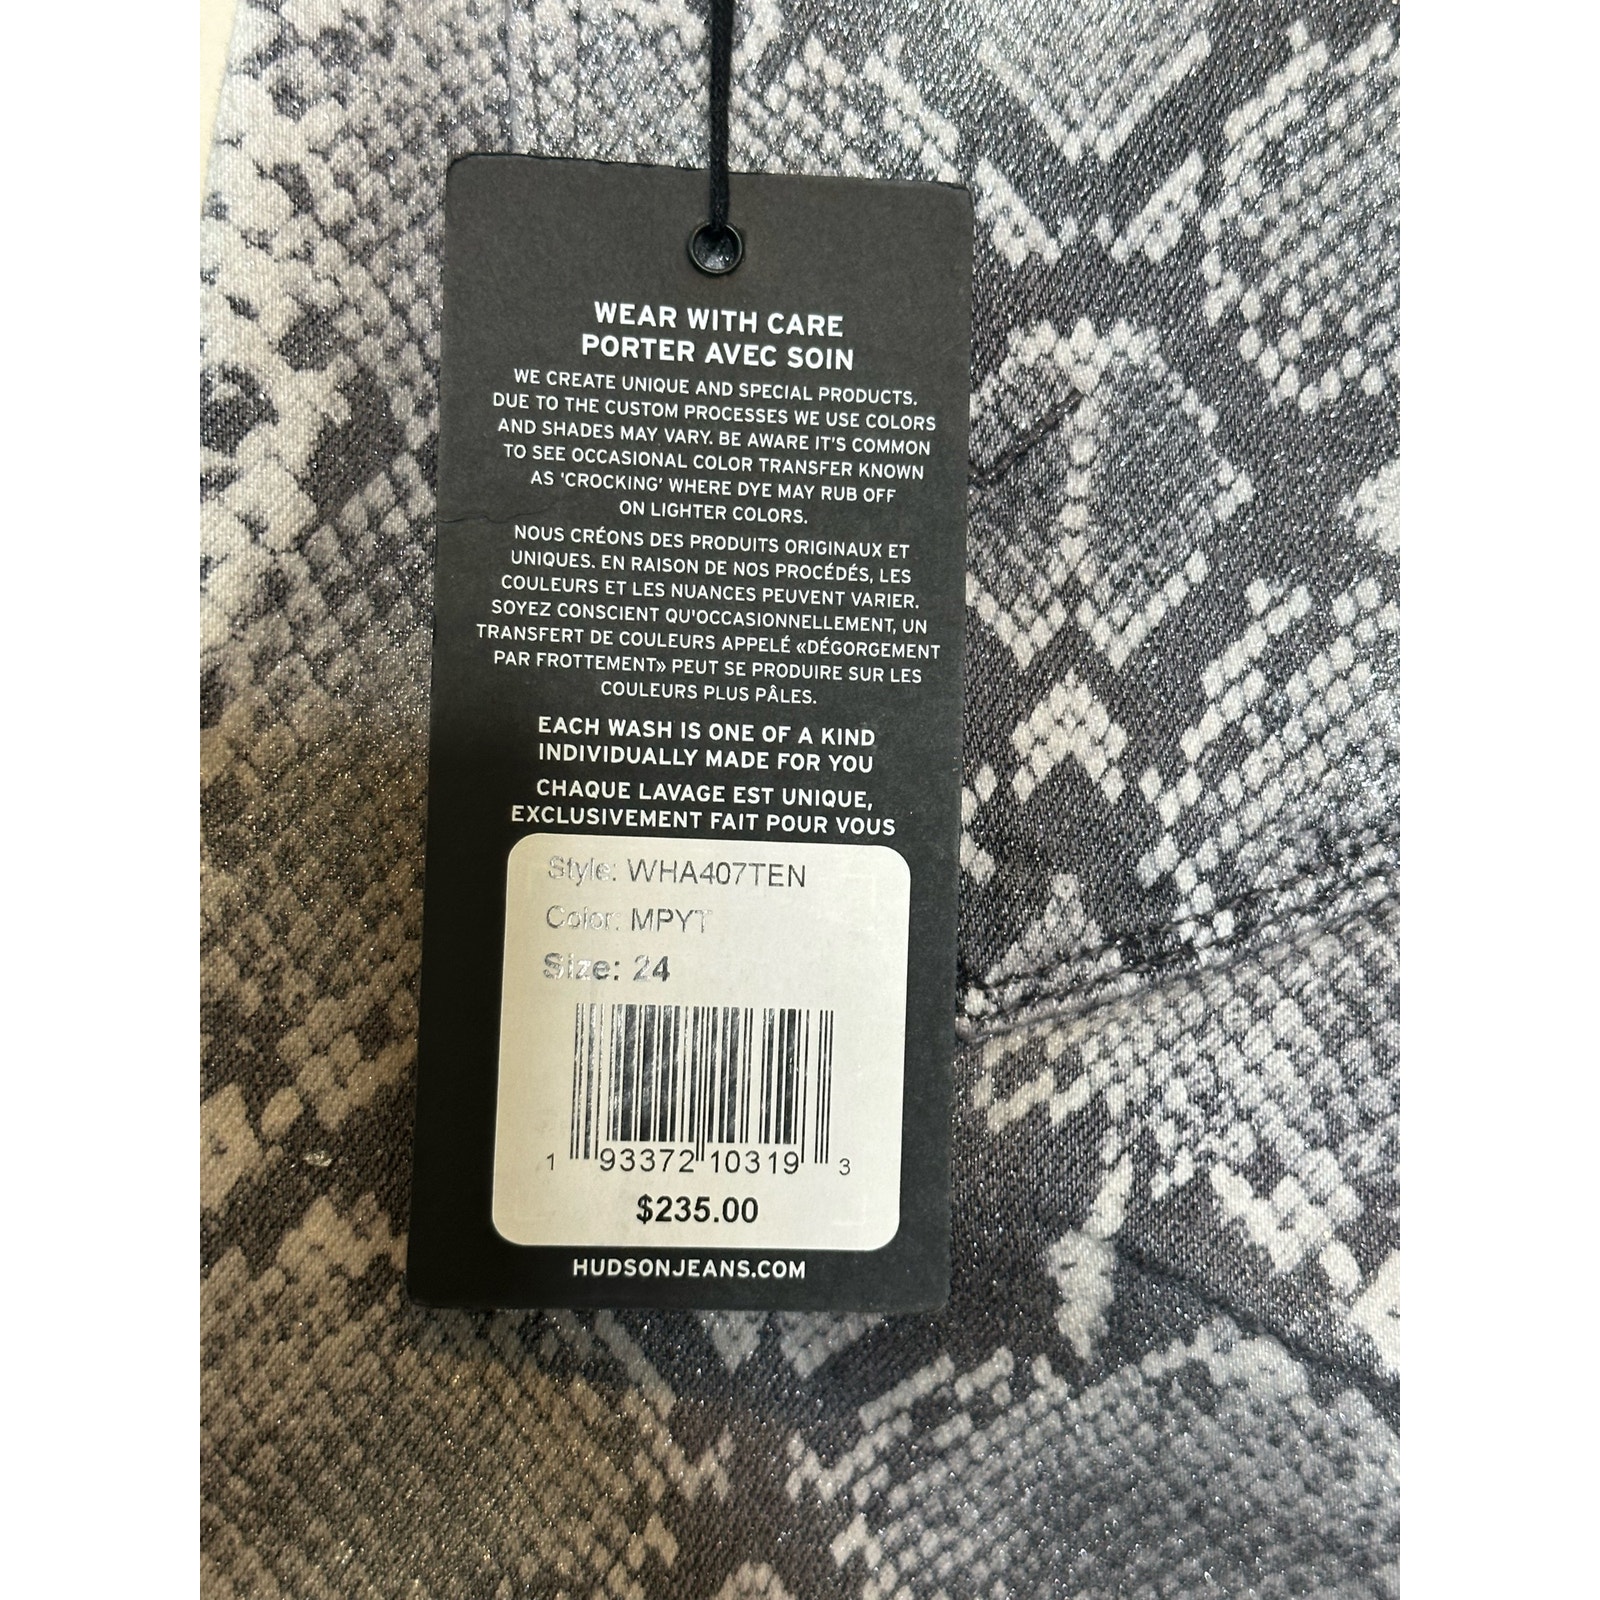 WEAR WITH CARE
PORTER AVEC SOIN
WE CREATE UNIQUE AND SPECIAL PRODUCTS.
DUE TO THE CUSTOM PROCESSES WE USE COLORS
AND SHADES MAY VARY. BE AWARE IT'S COMMON
TO SEE OCCASIONAL COLOR TRANSFER KNOWN
AS 'CROCKING' WHERE DYE MAY RUB OFF
ON LIGHTER COLORS.
NOUS CRÉONS DES PRODUITS ORIGINAUX ET
UNIQUES. EN RAISON DE NOS PROCÉDÉS, LES
COULEURS ET LES NUANCES PEUVENT VARIER.
SOYEZ CONSCIENT QU'OCCASIONNELLEMENT, UN
TRANSFERT DE COULEURS APPELÉ «DÉGORGEMENT
PAR FROTTEMENT» PEUT SE PRODUIRE SUR LES
COULEURS PLUS PÂLES.
EACH WASH IS ONE OF A KIND
INDIVIDUALLY MADE FOR YOU
CHAQUE LAVAGE EST UNIQUE,
EXCLUSIVEMENT FAIT POUR VOUS
Style: WHA407TEN
Color: MPYT
Size: 24
1 93372 10319 3
$235.00
HUDSONJEANS.COM